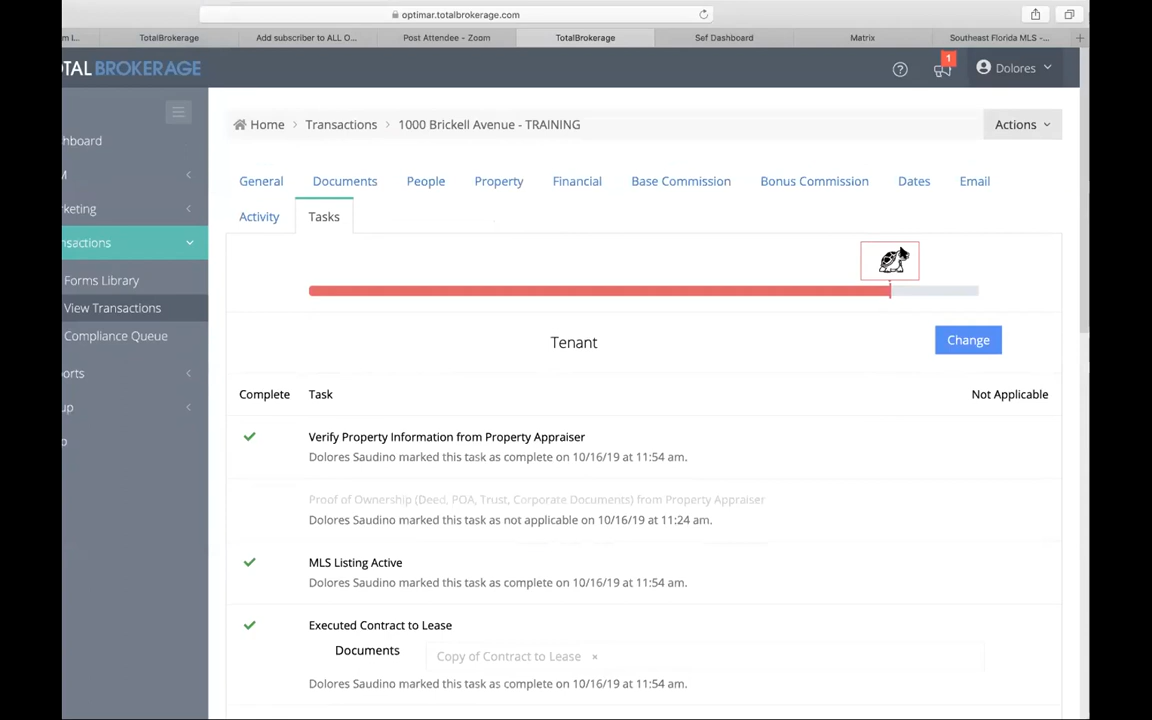 optimar.totalbrokerage.com
m I...
TotalBrokerage
Add subscriber to ALL O...
Post Attendee - Zoom
TotalBrokerage
Sef Dashboard
Matrix
Southeast Florida MLS -...
+
TAL BROKERAGE
1
Dolores
Home > Transactions > 1000 Brickell Avenue - TRAINING
Actions
hboard
M
keting
nsactions
Forms Library
View Transactions
Compliance Queue
ports
up
p
General
Documents
People
Property
Financial
Base Commission
Bonus Commission
Dates
Email
Activity
Tasks
Tenant
Change
Complete
Task
Not Applicable
Verify Property Information from Property Appraiser
Dolores Saudino marked this task as complete on 10/16/19 at 11:54 am.
Proof of Ownership (Deed, POA, Trust, Corporate Documents) from Property Appraiser
Dolores Saudino marked this task as not applicable on 10/16/19 at 11:24 am.
MLS Listing Active
Dolores Saudino marked this task as complete on 10/16/19 at 11:54 am.
Executed Contract to Lease
Documents
Copy of Contract to Lease ×
Dolores Saudino marked this task as complete on 10/16/19 at 11:54 am.